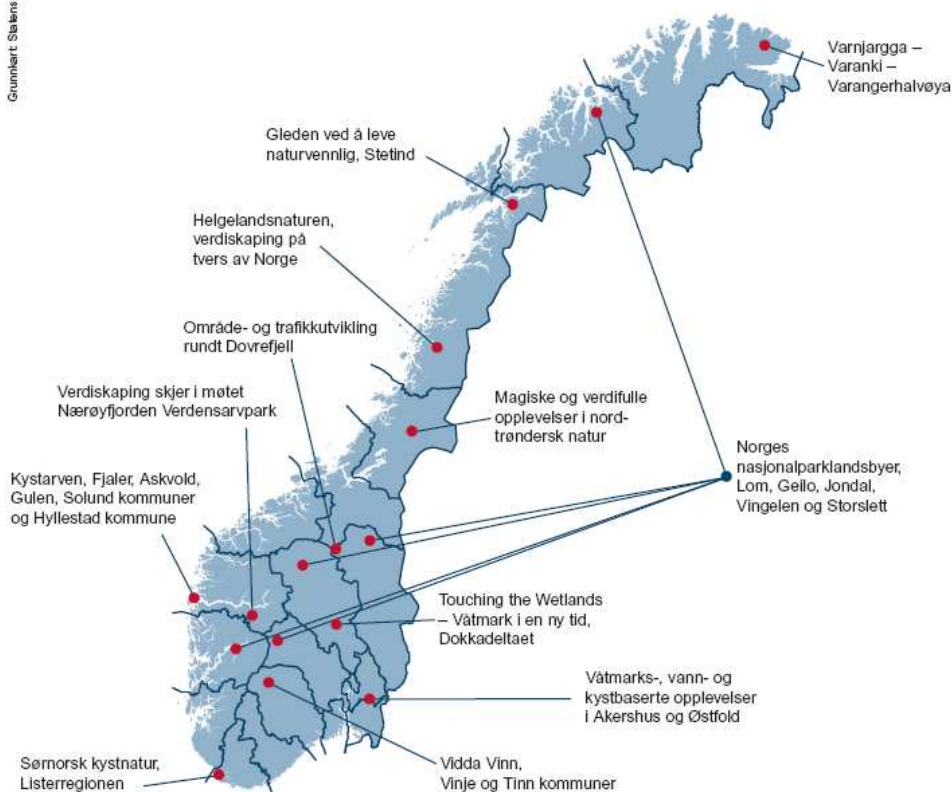 Grunnkart: Statens
Varnjargga –
Varanki –
Varangerhalvøya
Gleden ved å leve
naturvennlig, Stetind
Helgelandsnaturen,
verdiskaping på
tvers av Norge
Område- og trafikkutvikling
rundt Dovrefjell
Verdiskaping skjer i møtet
Nærøyfjorden Verdensarvpark
Magiske og verdifulle
opplevelser i nord-
trøndersk natur
Norges
nasjonalparklandsbyer,
Lom, Geilo, Jondal,
Vingelen og Storslett
Kystarven, Fjaler, Askvold,
Gulen, Solund kommuner
og Hyllestad kommune
Touching the Wetlands
– Våtmark i en ny tid,
Dokkadeltaet
Våtmarks-, vann- og
kystbaserte opplevelser
i Akershus og Østfold
Sørnorsk kystnatur,
Listerregionen
Vidda Vinn,
Vinje og Tinn kommuner